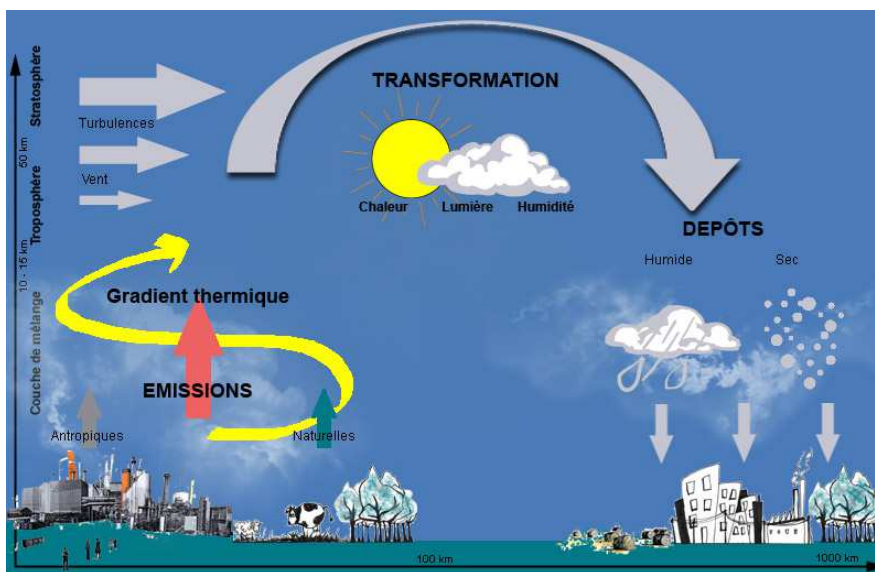 TRANSFORMATION
Turbulences
Vent
Chaleur Lumière Humidité
DEPÔTS
Humide Sec
Gradient thermique
EMISSIONS
Antropiques Naturelles
Stratosphère
50 km
Troposphère
10 - 15 km
Couche de mélange
100 km 1000 km